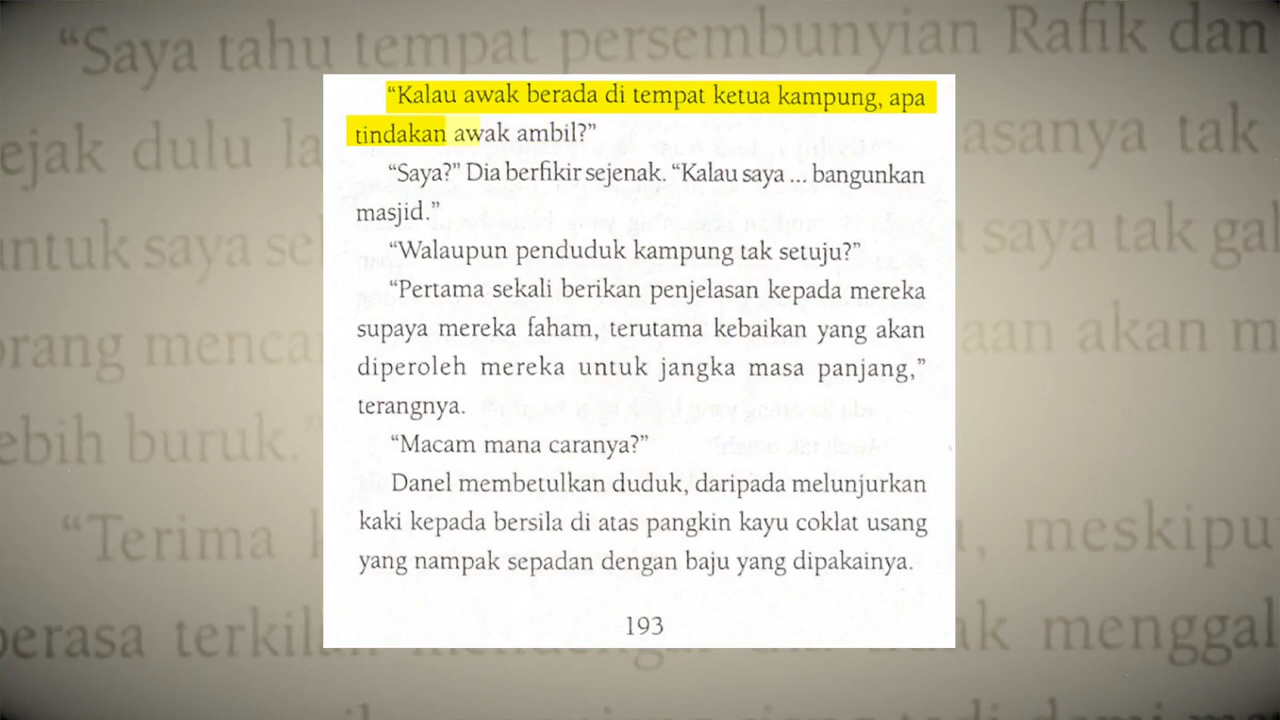 “Saya tahu tempat persembunyian Rafik dan
ejak dulu la
asanya tak
untuk saya se
saya tak gal
orang mencar
aan akan m
lebih buruk.”
“Terima k
, meskipu
berasa terkila
ak menggal
“Kalau awak berada di tempat ketua kampung, apa
tindakan awak ambil?”
“Saya?” Dia berfikir sejenak. “Kalau saya ... bangunkan
masjid.”
“Walaupun penduduk kampung tak setuju?”
“Pertama sekali berikan penjelasan kepada mereka
supaya mereka faham, terutama kebaikan yang akan
diperoleh mereka untuk jangka masa panjang,”
terangnya.
“Macam mana caranya?”
Danel membetulkan duduk, daripada melunjurkan
kaki kepada bersila di atas pangkin kayu coklat usang
yang nampak sepadan dengan baju yang dipakainya.
193